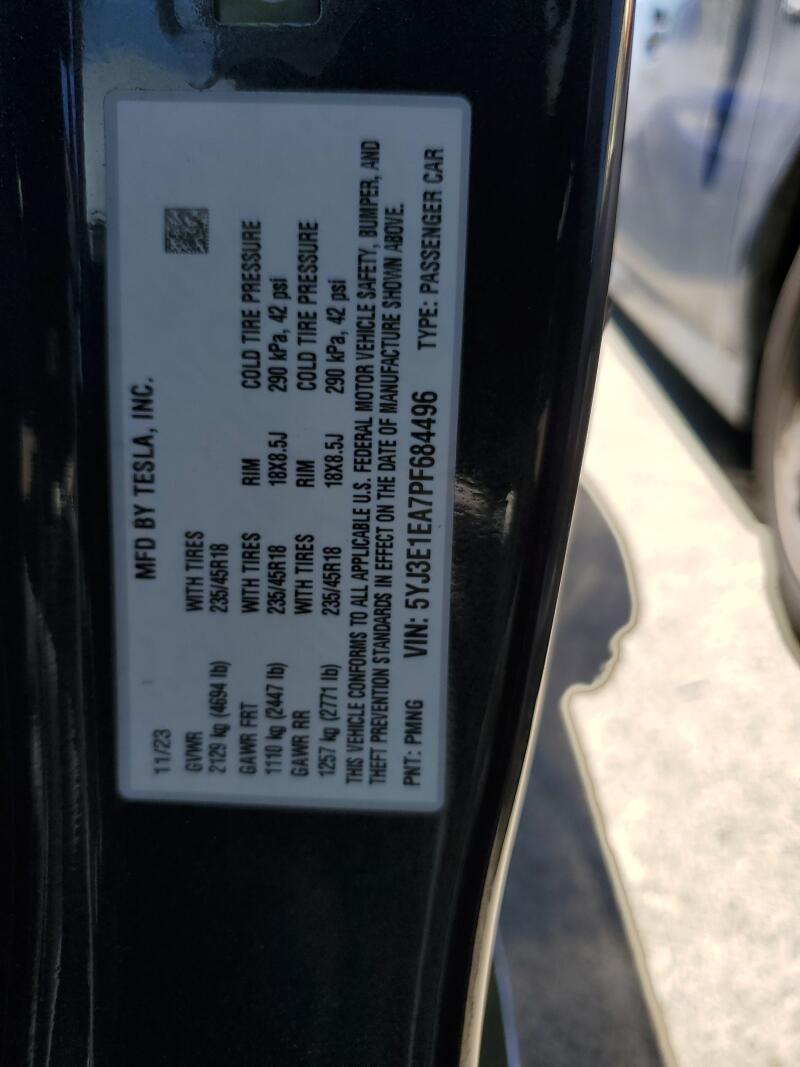 MFD BY TESLA, INC.
11/23
GVWR WITH TIRES
2129 kg (4694 lb) 235/45R18
GAWR FRT WITH TIRES RIM COLD TIRE PRESSURE
1110 kg (2447 lb) 235/45R18 18X8.5J 290 kPa, 42 psi
GAWR RR WITH TIRES RIM COLD TIRE PRESSURE
1257 kg (2771 lb) 235/45R18 18X8.5J 290 kPa, 42 psi
THIS VEHICLE CONFORMS TO ALL APPLICABLE U.S. FEDERAL MOTOR VEHICLE SAFETY, BUMPER, AND
THEFT PREVENTION STANDARDS IN EFFECT ON THE DATE OF MANUFACTURE SHOWN ABOVE.
PNT: PMNG VIN: 5YJ3E1EA7PF684496 TYPE: PASSENGER CAR